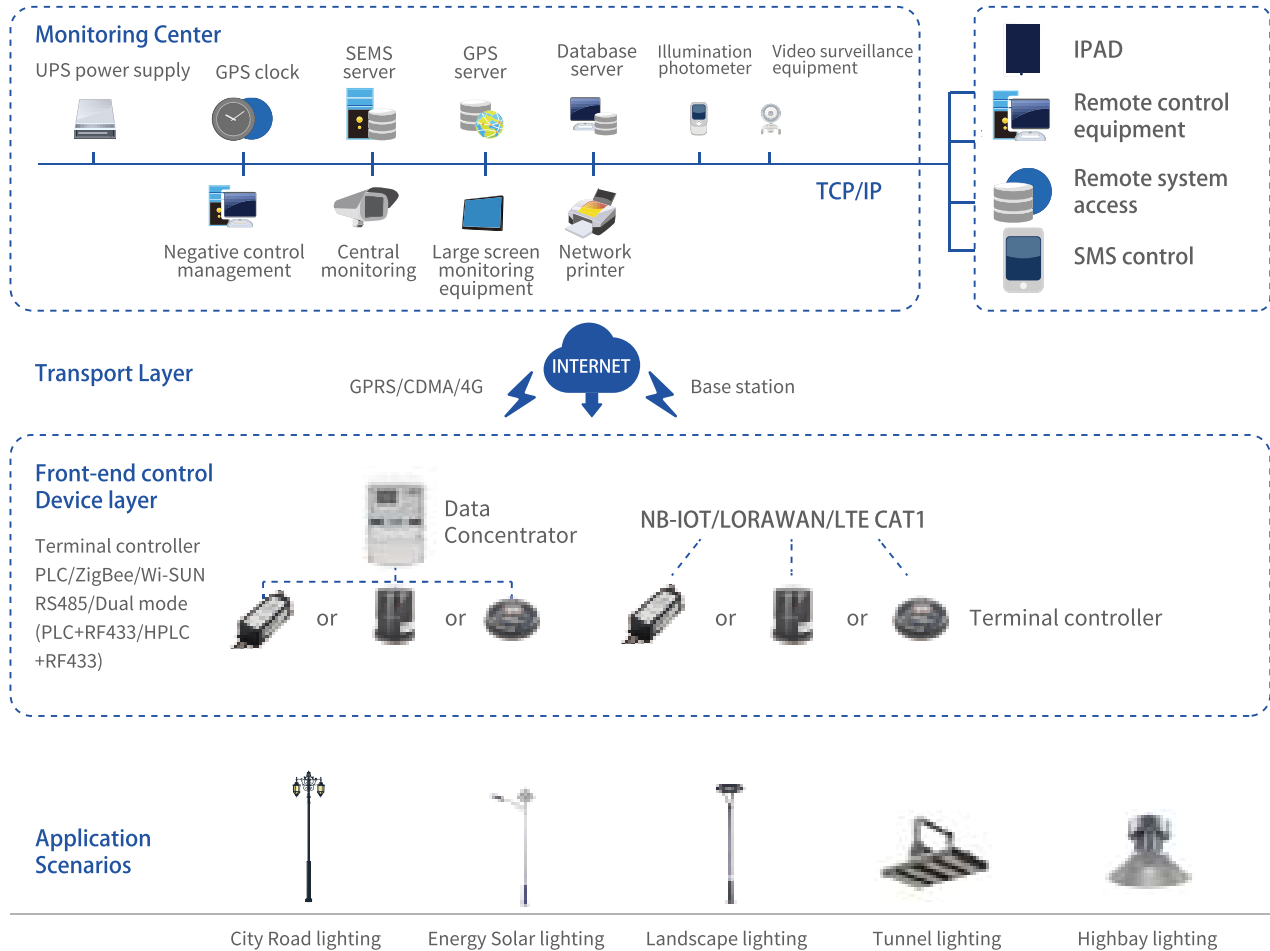 Monitoring Center
UPS power supply
GPS clock
SEMS
server
GPS
server
Database
server
Illumination
photometer
Video surveillance
equipment
TCP/IP
Negative control
management
Central
monitoring
Large screen
monitoring
equipment
Network
printer
IPAD
Remote control
equipment
Remote system
access
SMS control
Transport Layer
GPRS/CDMA/4G
INTERNET
Base station
Front-end control
Device layer
Terminal controller
PLC/ZigBee/Wi-SUN
RS485/Dual mode
(PLC+RF433/HPLC
+RF433)
Data
Concentrator
or
or
NB-IOT/LORAWAN/LTE CAT1
or
or
Terminal controller
Application
Scenarios
City Road lighting
Energy Solar lighting
Landscape lighting
Tunnel lighting
Highbay lighting